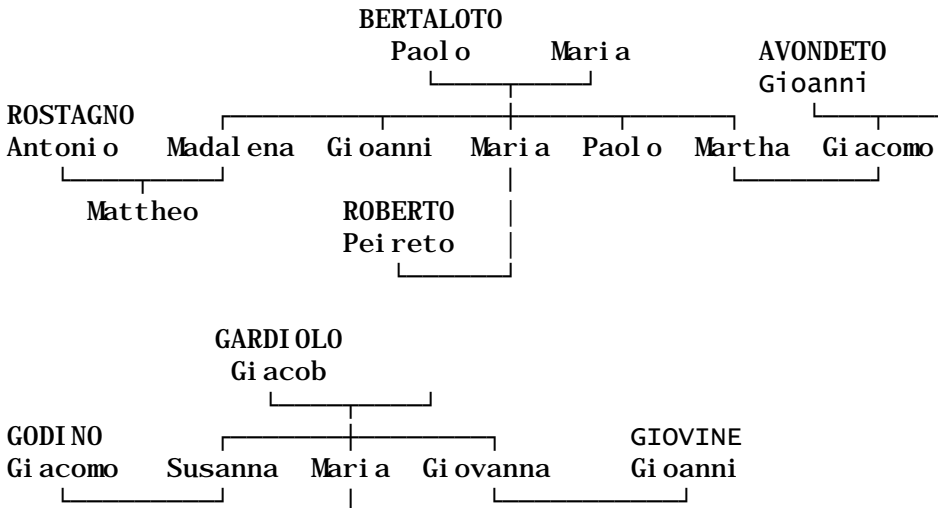 BERTALOTO
Paolo Maria AVONDETO
Gioanni
ROSTAGNO
Antonio Madalena Gioanni Maria Paolo Martha Giacomo
Mattheo ROBERTO
Peireto
GARDIOLO
Giacob
GODINO GIOVINE
Giacomo Susanna Maria Giovanna Gioanni